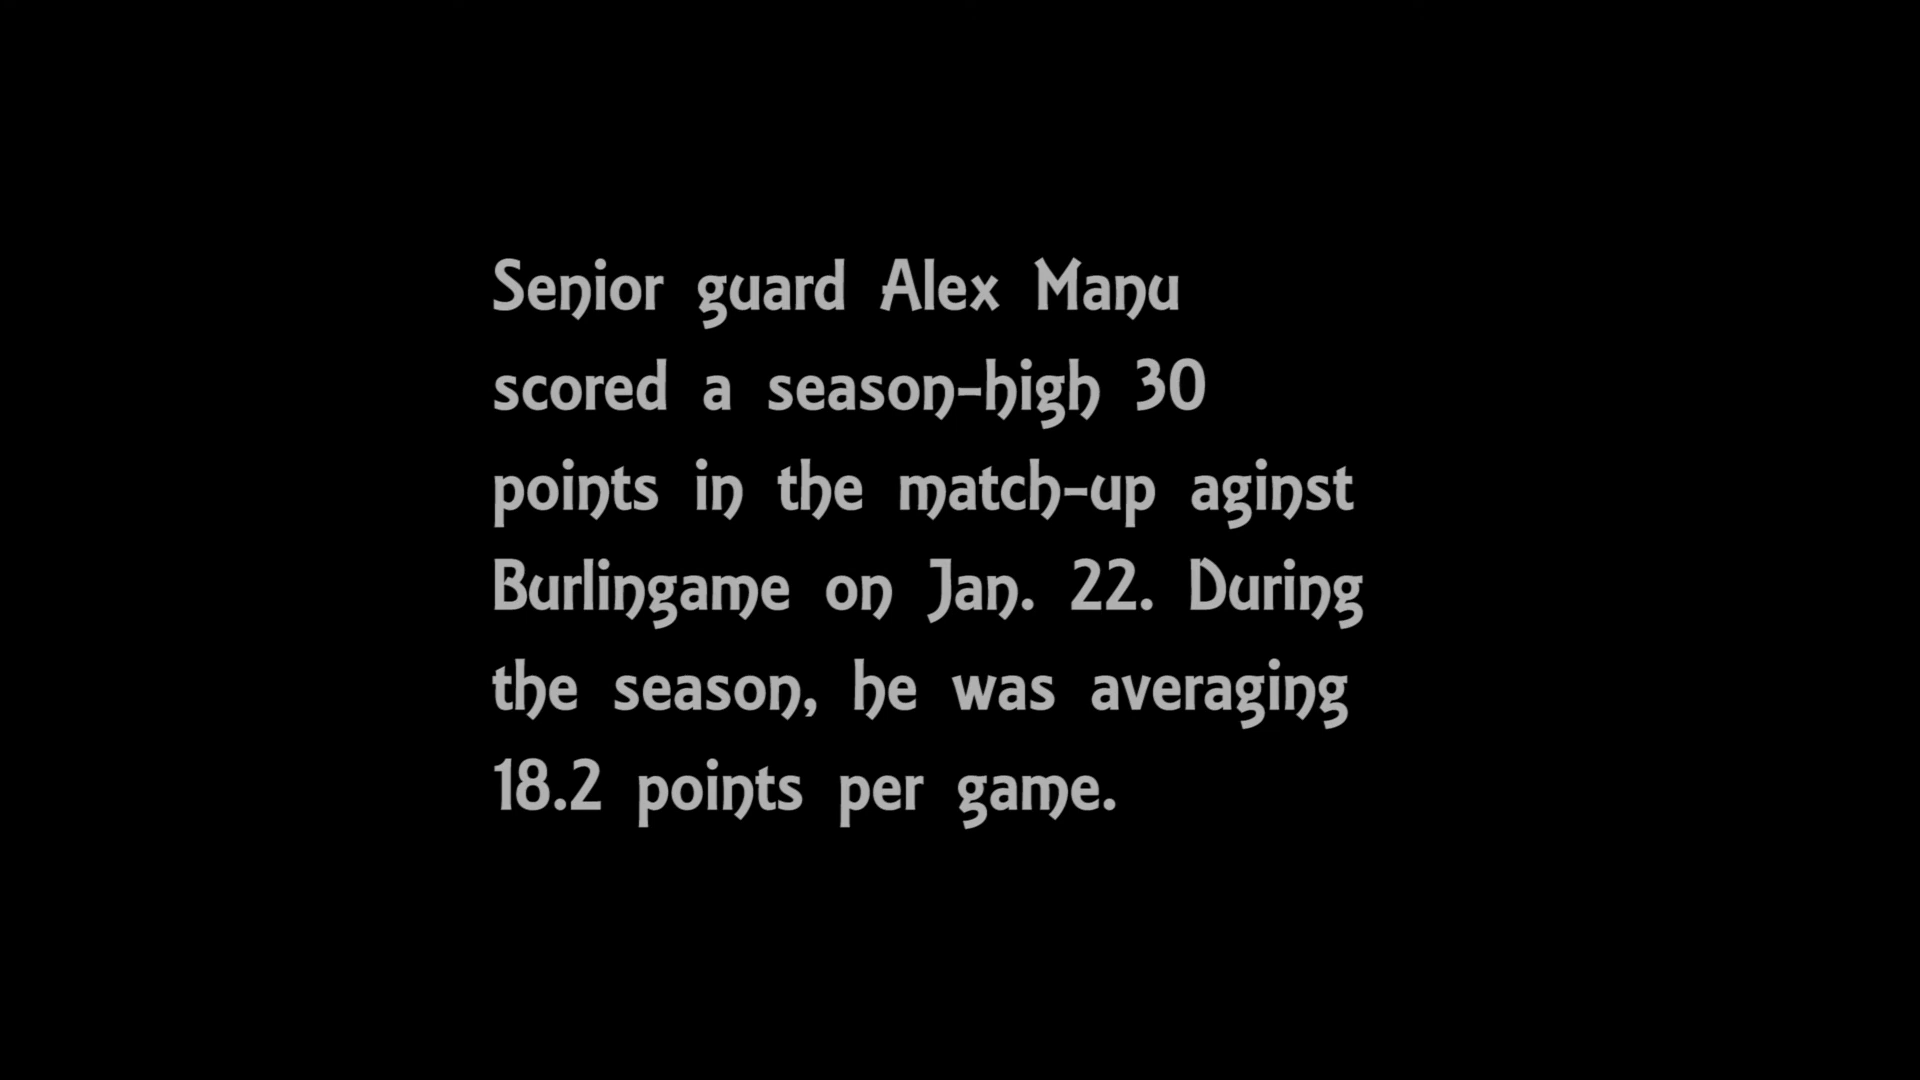 Senior guard Alex Manu
scored a season-high 30
points in the match-up aginst
Burlingame on Jan. 22. During
the season, he was averaging
18.2 points per game.